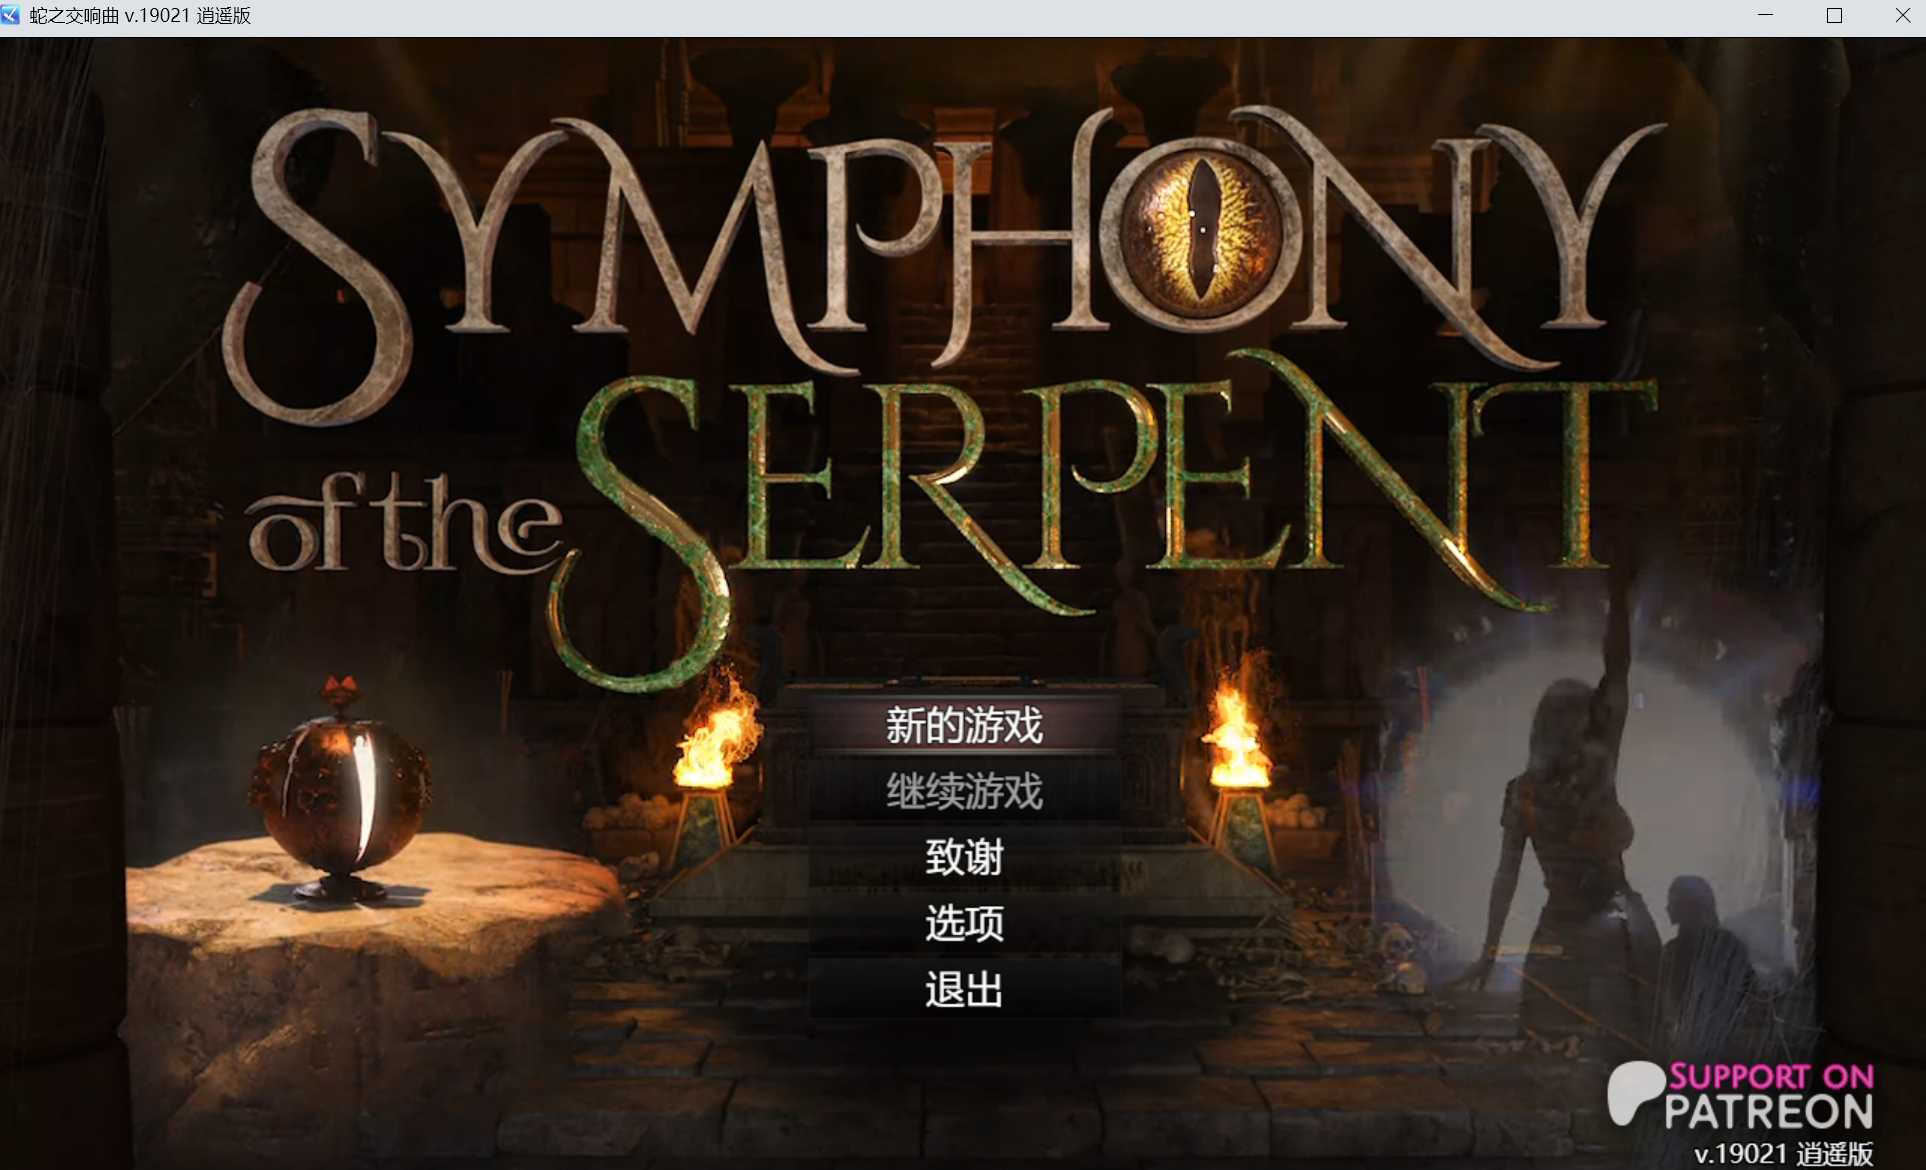 蛇之交响曲 v.19021 逍遥版
SYMPHONY
of the SERPENT
新的游戏
继续游戏
致谢
选项
退出
SUPPORT ON
PATREON
v.19021 逍遥版